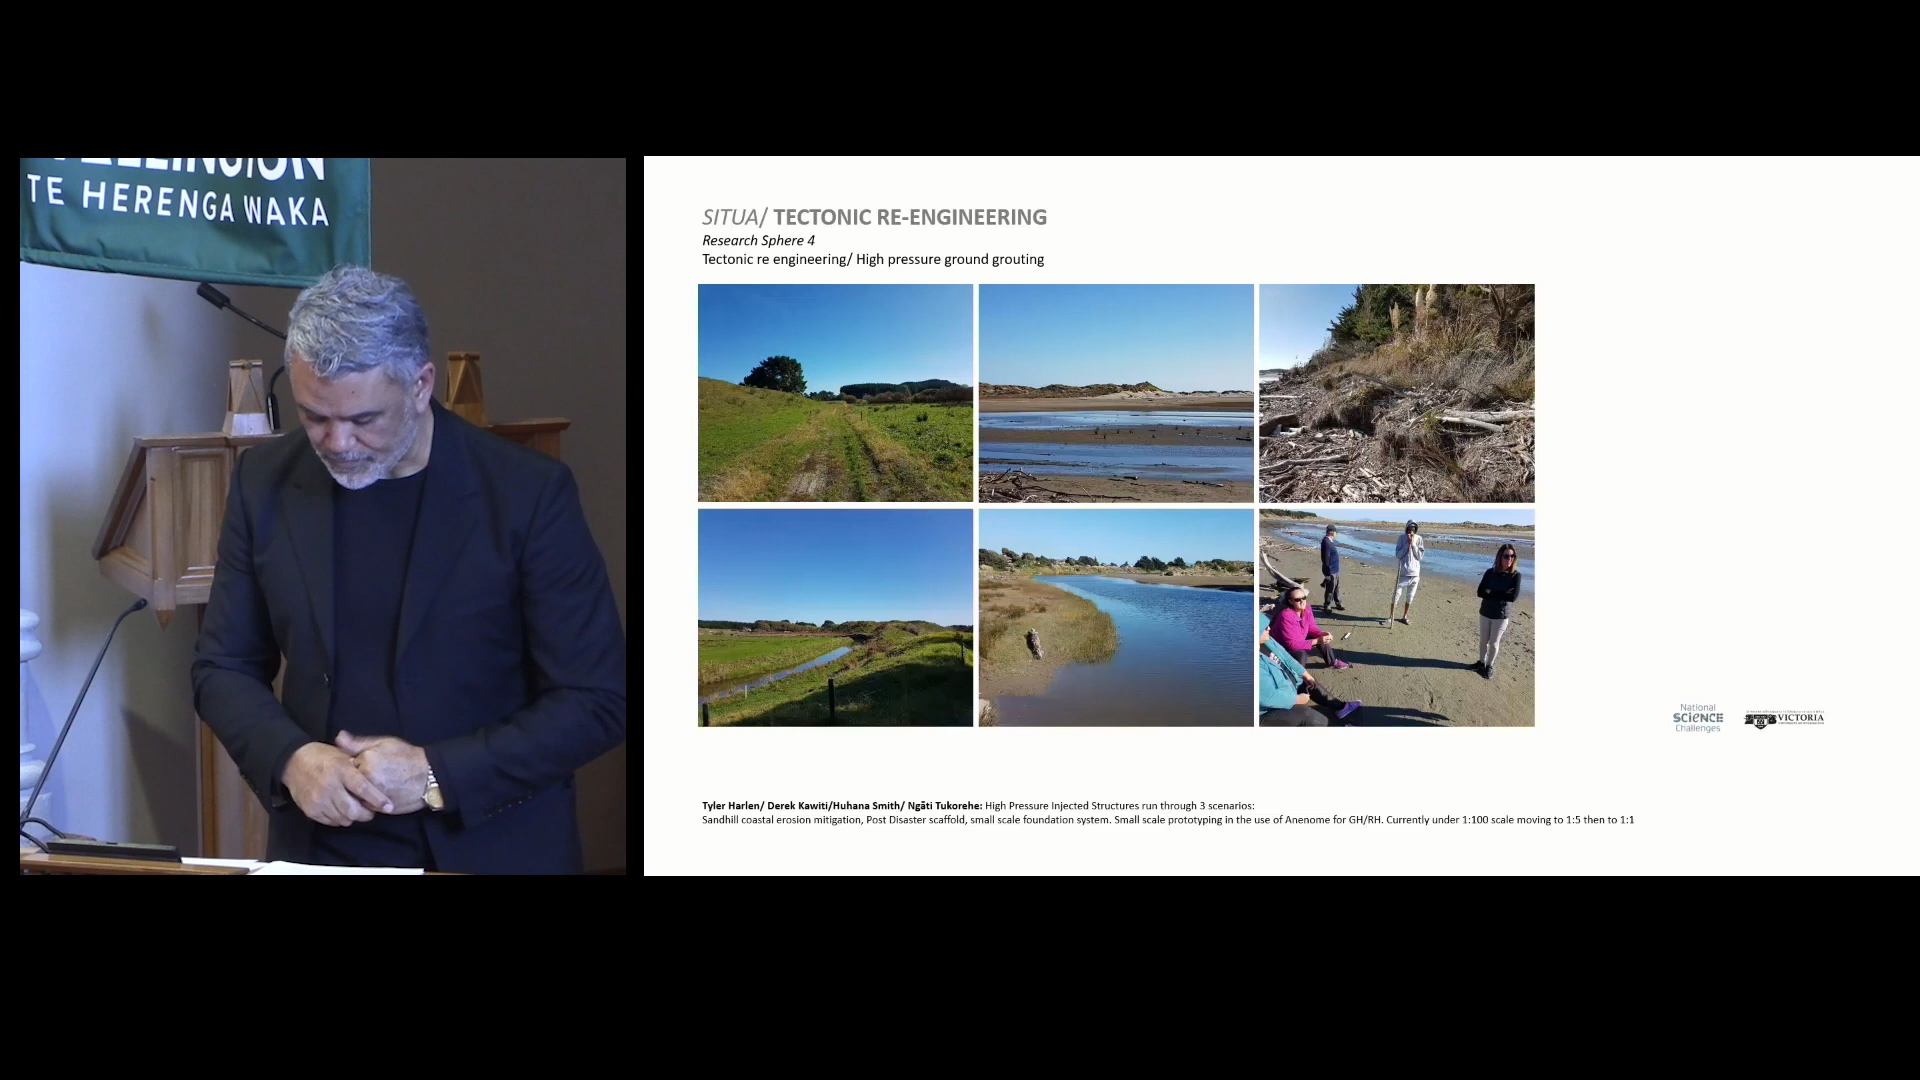 TE HERENGA WAKA
SITUA/ TECTONIC RE-ENGINEERING
Research Sphere 4
Tectonic re engineering/ High pressure ground grouting
National
SCIENCE
Challenges
VICTORIA
Tyler Harlen/ Derek Kawiti/Huhana Smith/ Ngāti Tukorehe: High Pressure Injected Structures run through 3 scenarios:
Sandhill coastal erosion mitigation, Post Disaster scaffold, small scale foundation system. Small scale prototyping in the use of Anenome for GH/RH. Currently under 1:100 scale moving to 1:5 then to 1:1